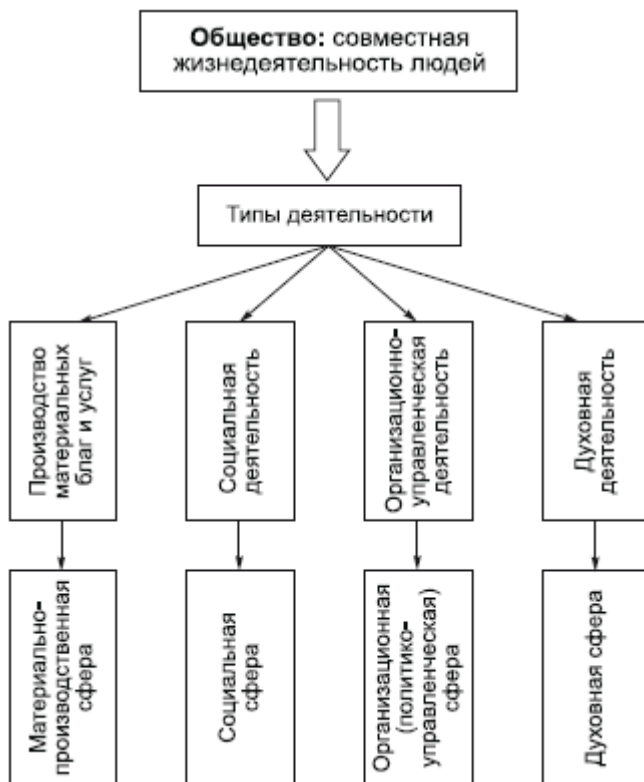 Общество: совместная
жизнедеятельность людей
Типы деятельности
Производство
материальных
благ и услуг
Социальная
деятельность
Организационно-
управленческая
деятельность
Духовная
деятельность
Материально-
производственная
сфера
Социальная
сфера
Организационная
(политико-
управленческая)
сфера
Духовная сфера